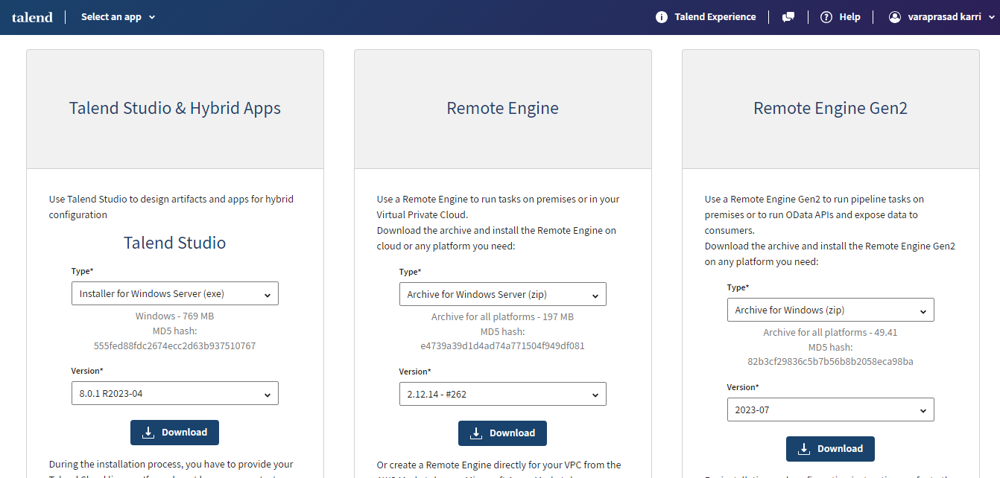 talend
Select an app
Talend Experience
Help
varaprasad karri
Talend Studio & Hybrid Apps
Use Talend Studio to design artifacts and apps for hybrid
configuration
Talend Studio
Type*
Installer for Windows Server (exe)
Windows - 769 MB
MD5 hash:
555fed88fdc2674ecc2d63b937510767
Version*
8.0.1 R2023-04
Download
During the installation process, you have to provide your
Remote Engine
Use a Remote Engine to run tasks on premises or in your
Virtual Private Cloud.
Download the archive and install the Remote Engine on
cloud or any platform you need:
Type*
Archive for Windows Server (zip)
Archive for all platforms - 197 MB
MD5 hash:
e4739a39d1d4ad74a771504f949df081
Version*
2.12.14 - #262
Download
Or create a Remote Engine directly for your VPC from the
Remote Engine Gen2
Use a Remote Engine Gen2 to run pipeline tasks on
premises or to run OData APIs and expose data to
consumers.
Download the archive and install the Remote Engine Gen2
on any platform you need:
Type*
Archive for Windows (zip)
Archive for all platforms - 49.41
MD5 hash:
82b3cf29836c5b7b56b8b2058eca98ba
Version*
2023-07
Download